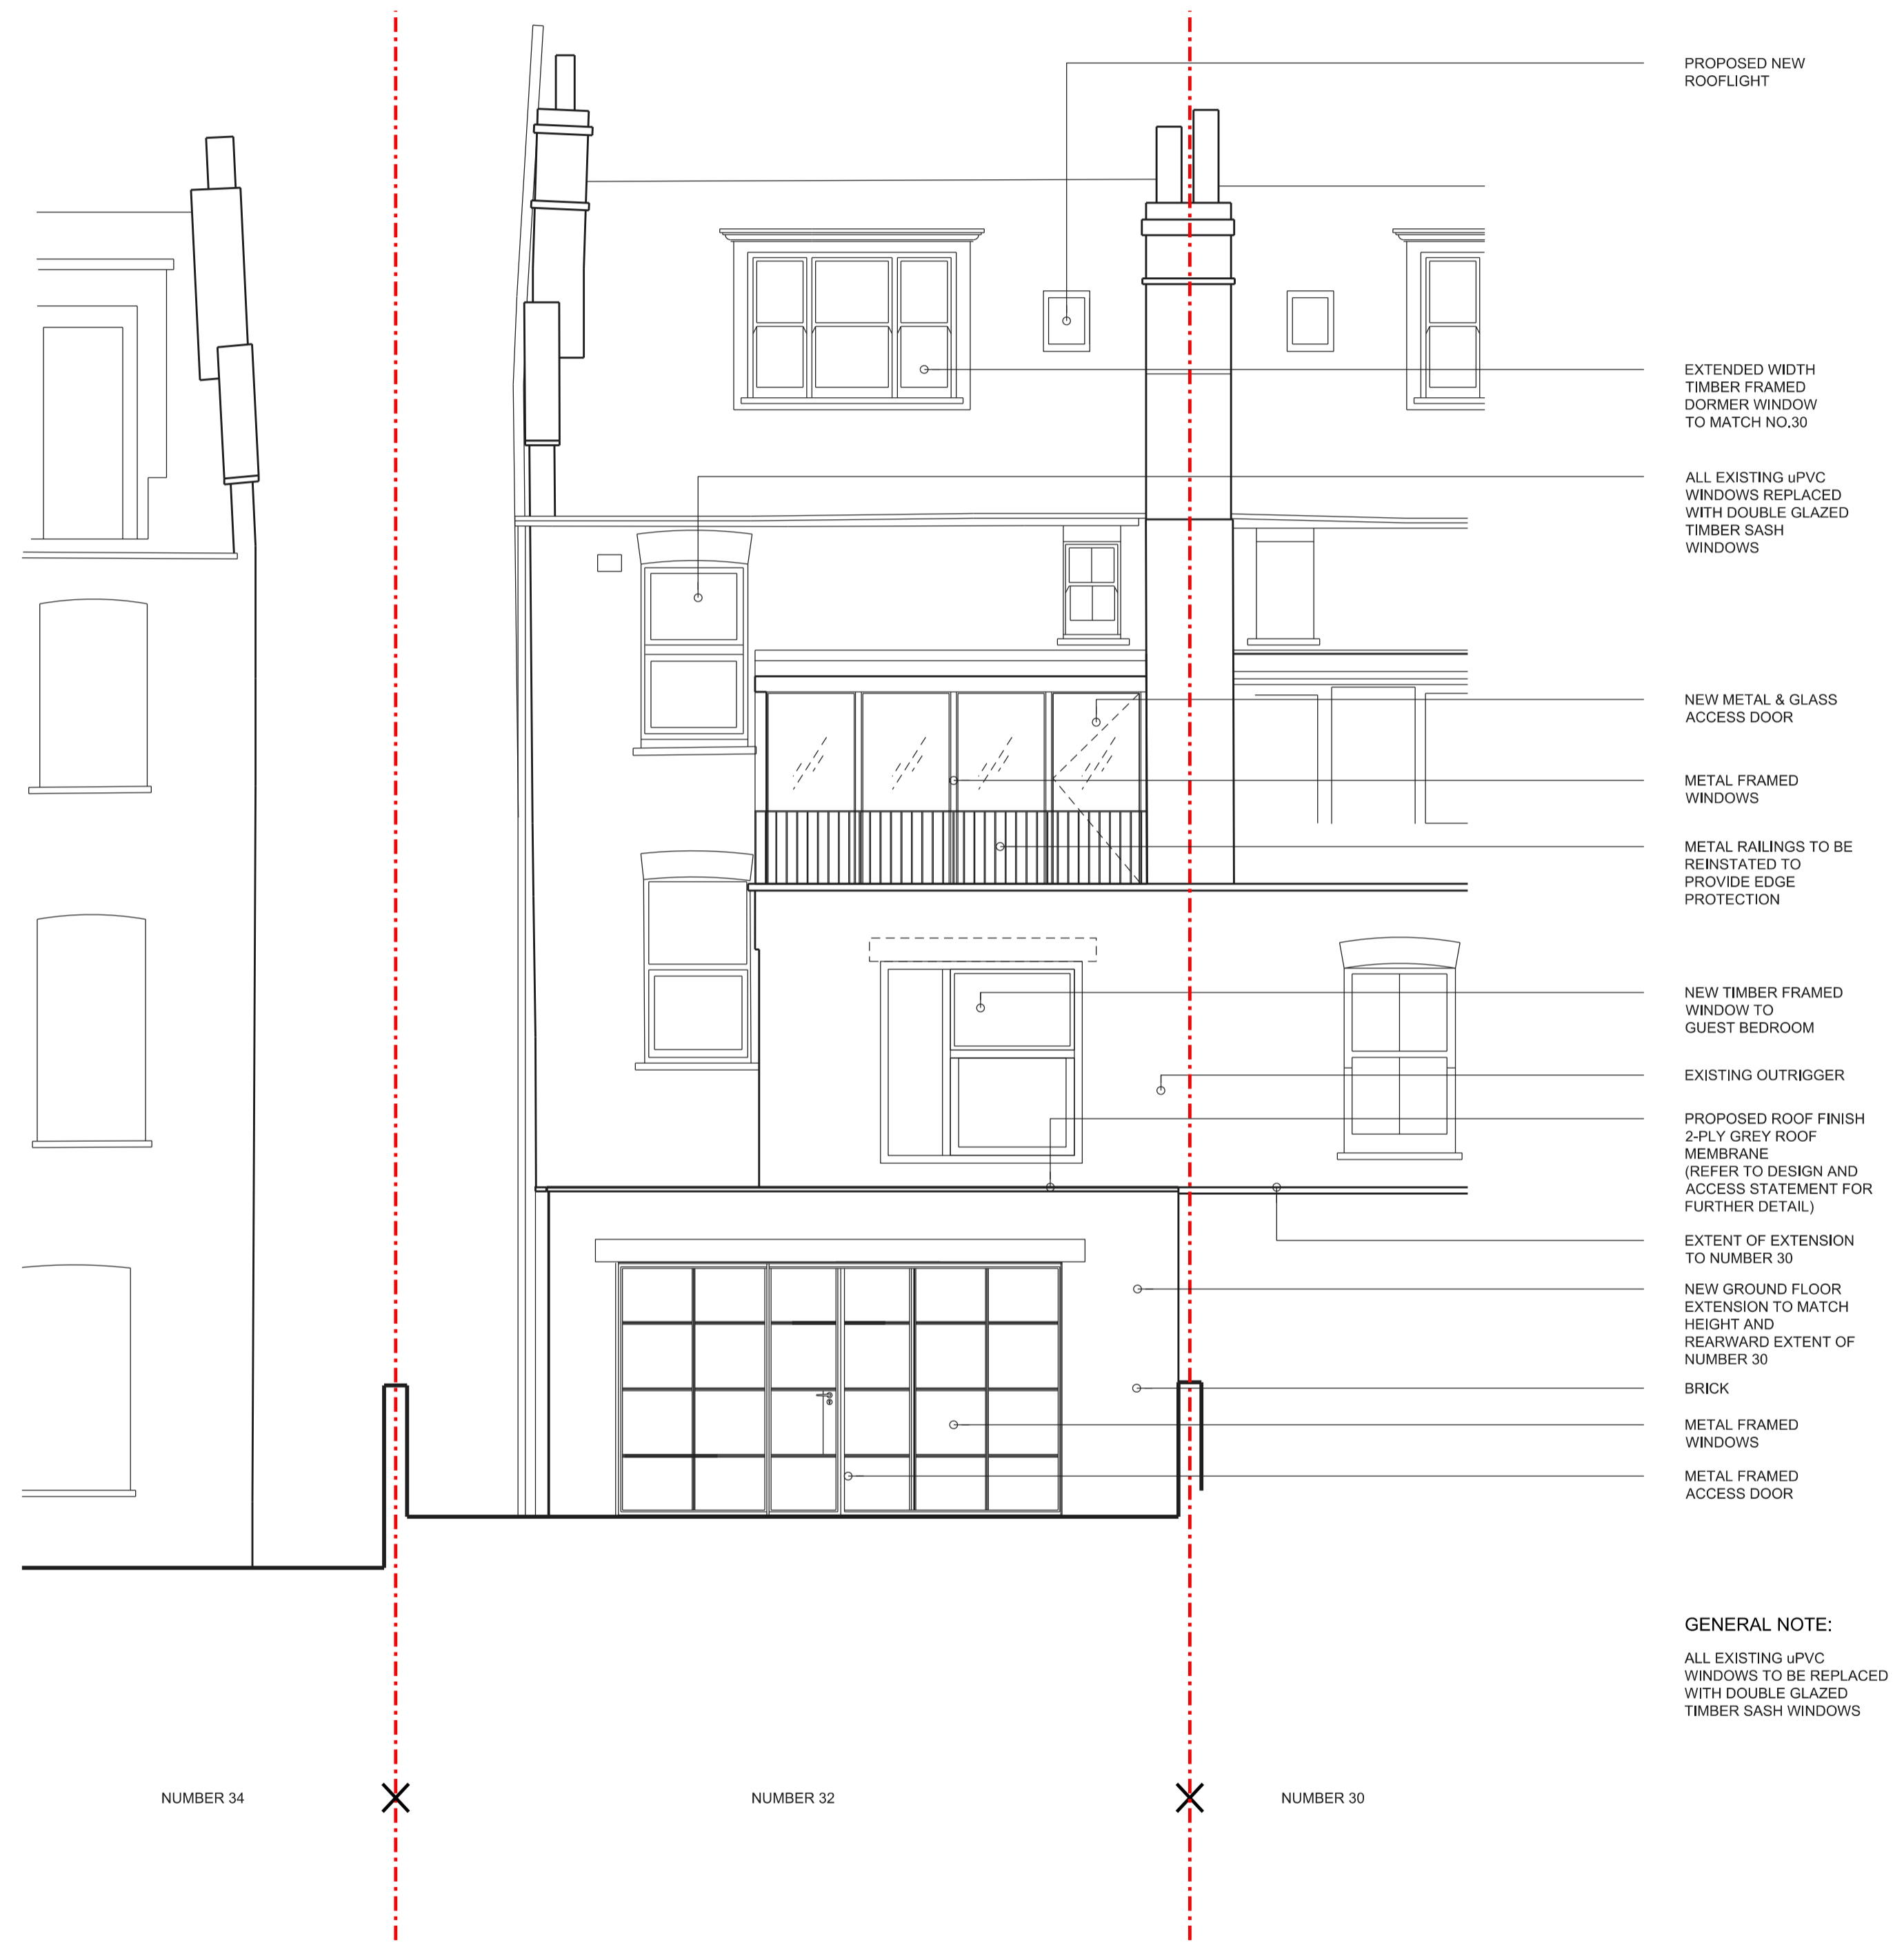 PROPOSED NEW
ROOFLIGHT
EXTENDED WIDTH
TIMBER FRAMED
DORMER WINDOW
TO MATCH NO.30
ALL EXISTING uPVC
WINDOWS REPLACED
WITH DOUBLE GLAZED
TIMBER SASH
WINDOWS
NEW METAL & GLASS
ACCESS DOOR
METAL FRAMED
WINDOWS
METAL RAILINGS TO BE
REINSTATED TO
PROVIDE EDGE
PROTECTION
NEW TIMBER FRAMED
WINDOW TO
GUEST BEDROOM
EXISTING OUTRIGGER
PROPOSED ROOF FINISH
2-PLY GREY ROOF
MEMBRANE
(REFER TO DESIGN AND
ACCESS STATEMENT FOR
FURTHER DETAIL)
EXTENT OF EXTENSION
TO NUMBER 30
NEW GROUND FLOOR
EXTENSION TO MATCH
HEIGHT AND
REARWARD EXTENT OF
NUMBER 30
BRICK
METAL FRAMED
WINDOWS
METAL FRAMED
ACCESS DOOR
GENERAL NOTE:
ALL EXISTING uPVC
WINDOWS TO BE REPLACED
WITH DOUBLE GLAZED
TIMBER SASH WINDOWS
NUMBER 34
NUMBER 32
NUMBER 30